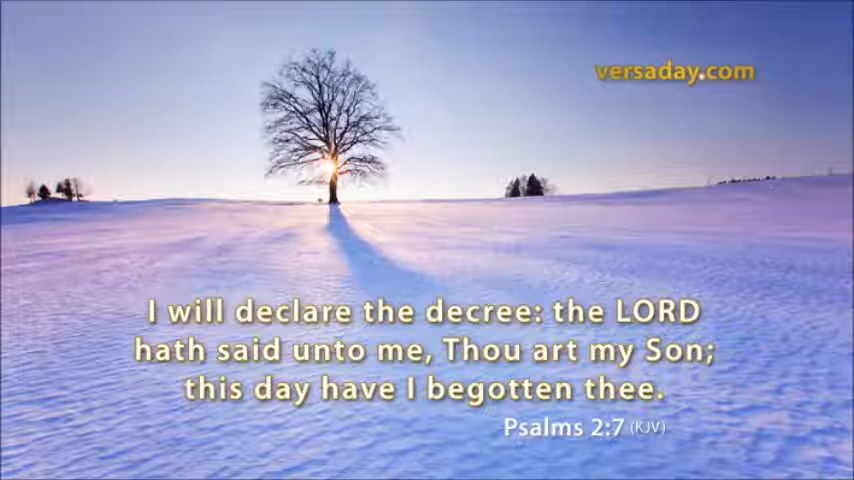 versaday.com
I will declare the decree: the LORD
hath said unto me, Thou art my Son;
this day have I begotten thee.
Psalms 2:7 (KJV)